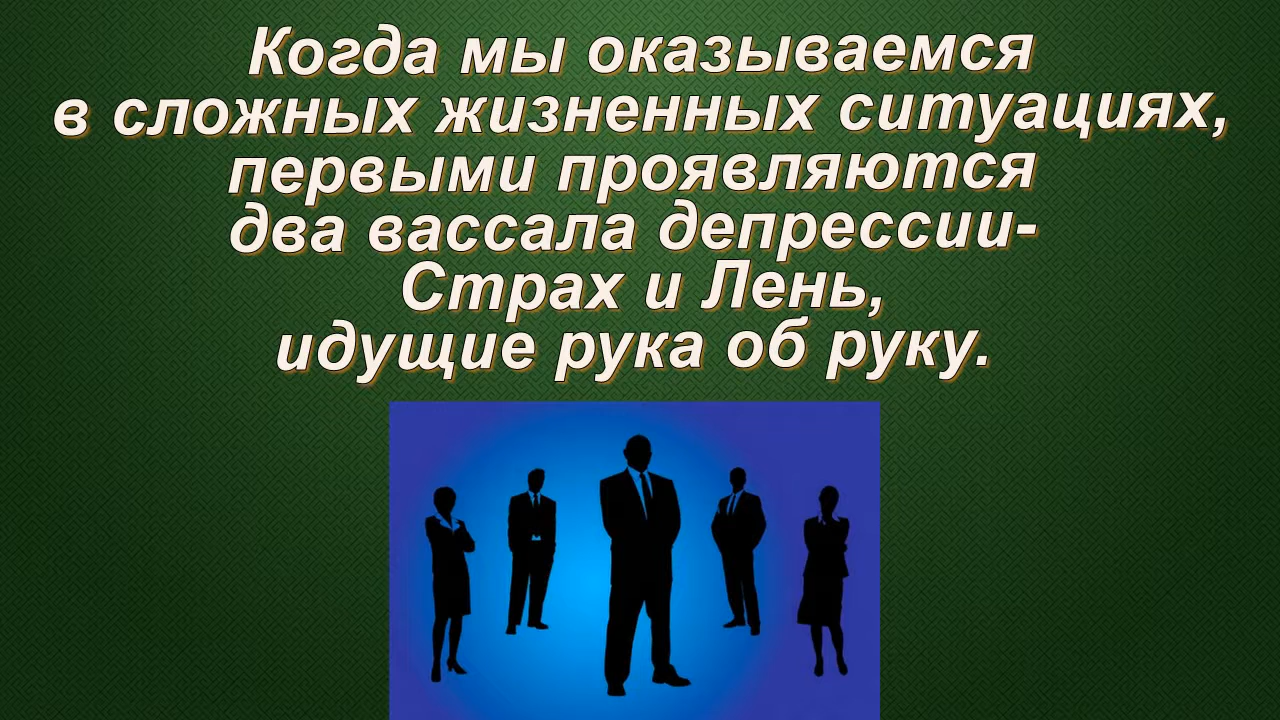 Когда мы оказываемся
в сложных жизненных ситуациях,
первыми проявляются
два вассала депрессии-
Страх и Лень,
идущие рука об руку.